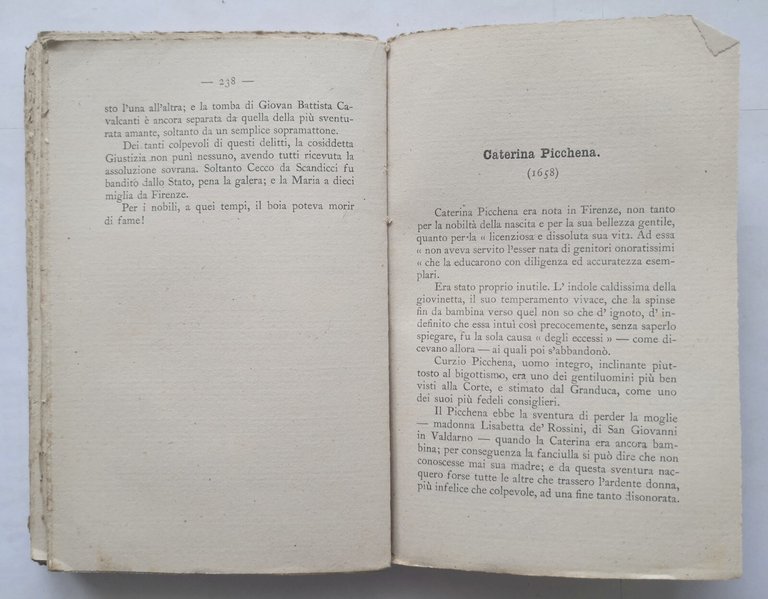 — 238 —
sto l'una all'altra; e la tomba di Giovan Battista Ca-
valcanti è ancora separata da quella della più sventu-
rata amante, soltanto da un semplice sopramattone.
Dei tanti colpevoli di questi delitti, la cosiddetta
Giustizia non punì nessuno, avendo tutti ricevuta la
assoluzione sovrana. Soltanto Cecco da Scandicci fu
bandito dallo Stato, pena la galera; e la Maria a dieci
miglia da Firenze.
Per i nobili, a quei tempi, il boia poteva morir
di fame!
Caterina Picchena.
(1658)
Caterina Picchena era nota in Firenze, non tanto
per la nobiltà della nascita e per la sua bellezza gentile,
quanto per la « licenziosa e dissoluta sua vita. Ad essa
« non aveva servito l'esser nata di genitori onoratissimi
« che la educarono con diligenza ed accuratezza esem-
plari.
Era stato proprio inutile. L' indole caldissima della
giovinetta, il suo temperamento vivace, che la spinse
fin da bambina verso quel non so che d' ignoto, d' in-
definito che essa intuì così precocemente, senza saperlo
spiegare, fu la sola causa « degli eccessi » — come di-
cevano allora — ai quali poi s'abbandonò.
Curzio Picchena, uomo integro, inclinante piut-
tosto al bigottismo, era uno dei gentiluomini più ben
visti alla Corte, e stimato dal Granduca, come uno
dei suoi più fedeli consiglieri.
Il Picchena ebbe la sventura di perder la moglie
— madonna Lisabetta de' Rossini, di San Giovanni
in Valdarno — quando la Caterina era ancora bam-
bina; per conseguenza la fanciulla si può dire che non
conoscesse mai sua madre; e da questa sventura nac-
quero forse tutte le altre che trassero l'ardente donna,
più infelice che colpevole, ad una fine tanto disonorata.